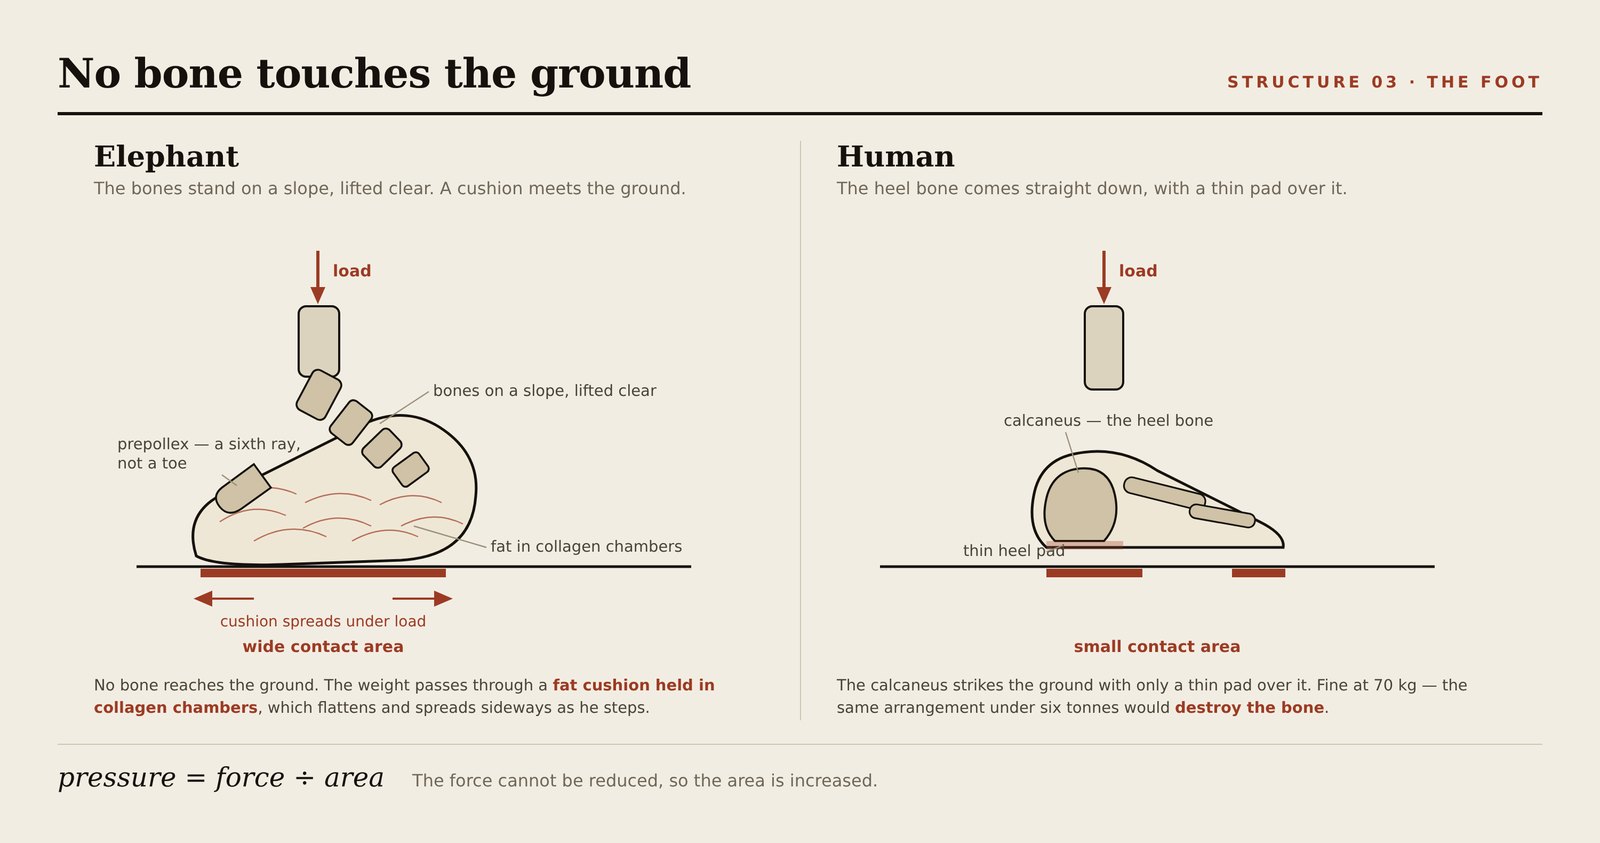 No bone touches the ground
STRUCTURE 03 · THE FOOT
Elephant
The bones stand on a slope, lifted clear. A cushion meets the ground.
load
bones on a slope, lifted clear
prepollex — a sixth ray,
not a toe
fat in collagen chambers
cushion spreads under load
wide contact area
No bone reaches the ground. The weight passes through a fat cushion held in
collagen chambers, which flattens and spreads sideways as he steps.
Human
The heel bone comes straight down, with a thin pad over it.
load
calcaneus — the heel bone
thin heel pad
small contact area
The calcaneus strikes the ground with only a thin pad over it. Fine at 70 kg — the
same arrangement under six tonnes would destroy the bone.
pressure = force ÷ area
The force cannot be reduced, so the area is increased.